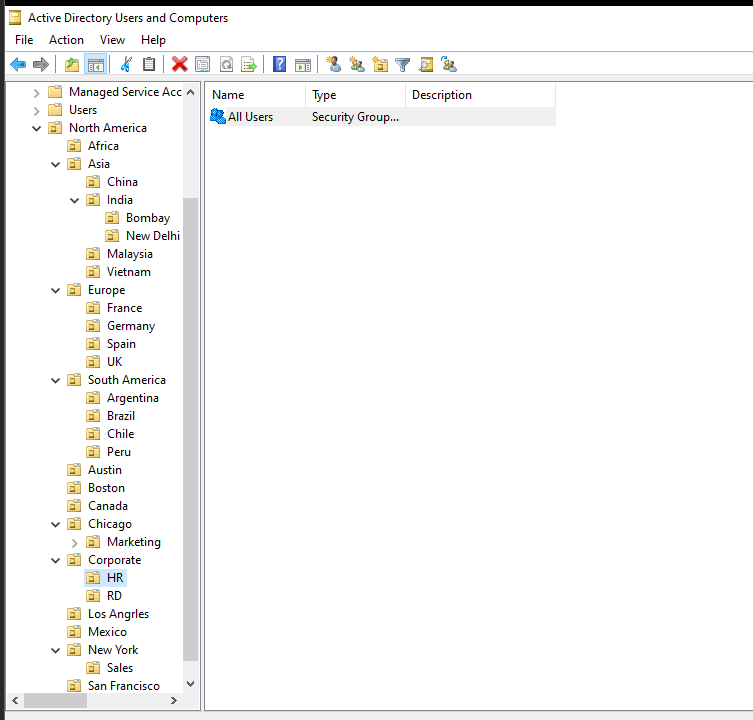 Active Directory Users and Computers
File Action View Help
Managed Service Acc
Users
North America
Africa
Asia
China
India
Bombay
New Delhi
Malaysia
Vietnam
Europe
France
Germany
Spain
UK
South America
Argentina
Brazil
Chile
Peru
Austin
Boston
Canada
Chicago
Marketing
Corporate
HR
RD
Los Angrles
Mexico
New York
Sales
San Francisco
Name Type Description
All Users Security Group...